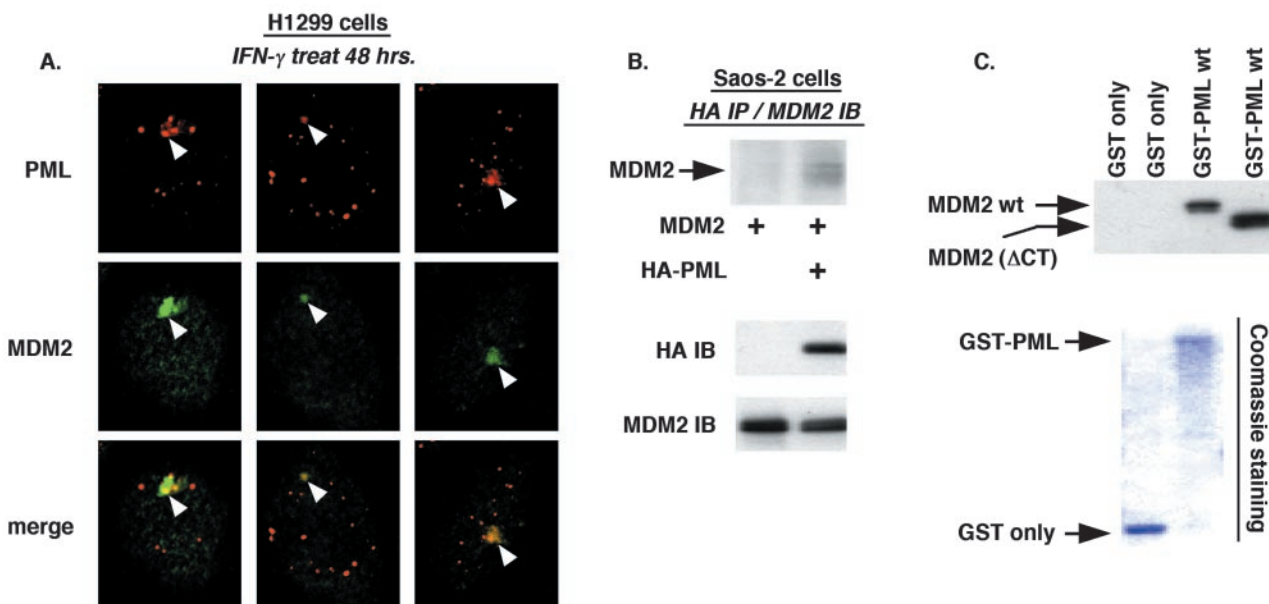 A.
H1299 cells
IFN-γ treat 48 hrs.
PML
MDM2
merge
B.
Saos-2 cells
HA IP / MDM2 IB
MDM2
MDM2 + +
HA-PML +
HA IB
MDM2 IB
C.
GST only
GST only
GST-PML wt
GST-PML wt
MDM2 wt
MDM2 (ΔCT)
GST-PML
GST only
Coomassie staining